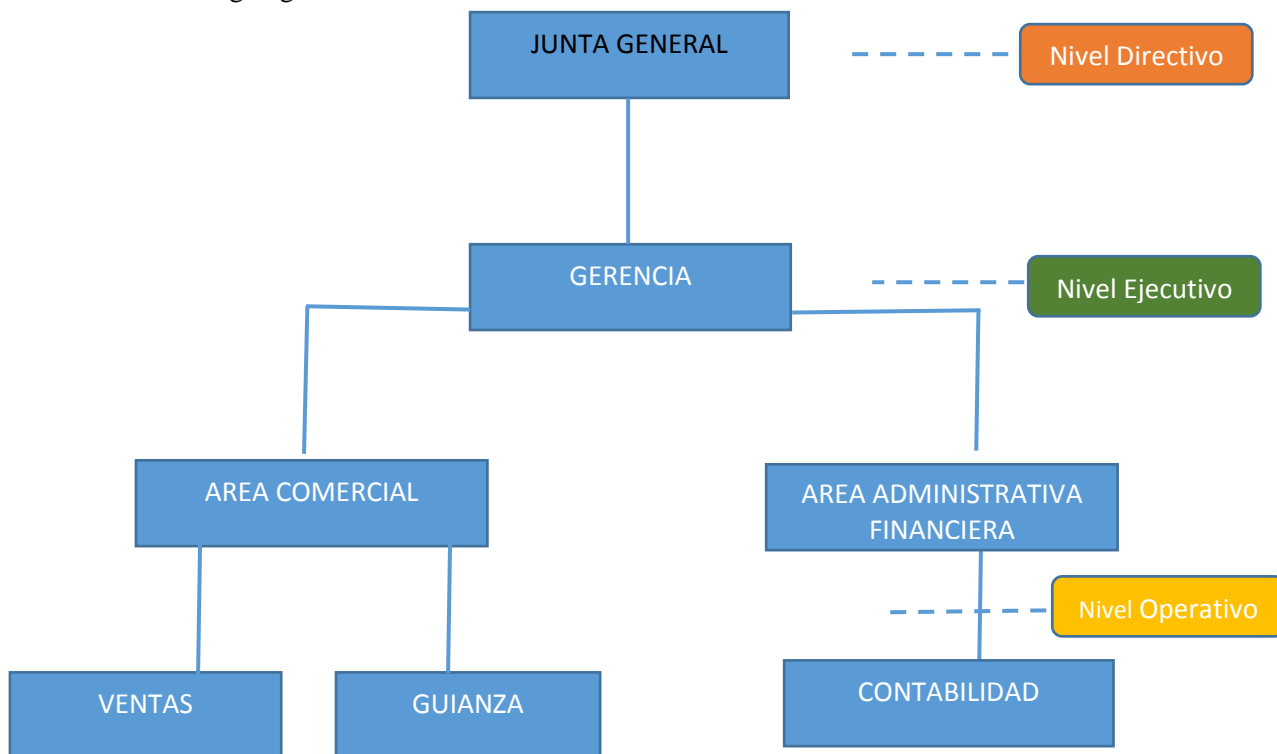 JUNTA GENERAL
Nivel Directivo
GERENCIA
Nivel Ejecutivo
AREA COMERCIAL
AREA ADMINISTRATIVA
FINANCIERA
Nivel Operativo
VENTAS
GUIANZA
CONTABILIDAD